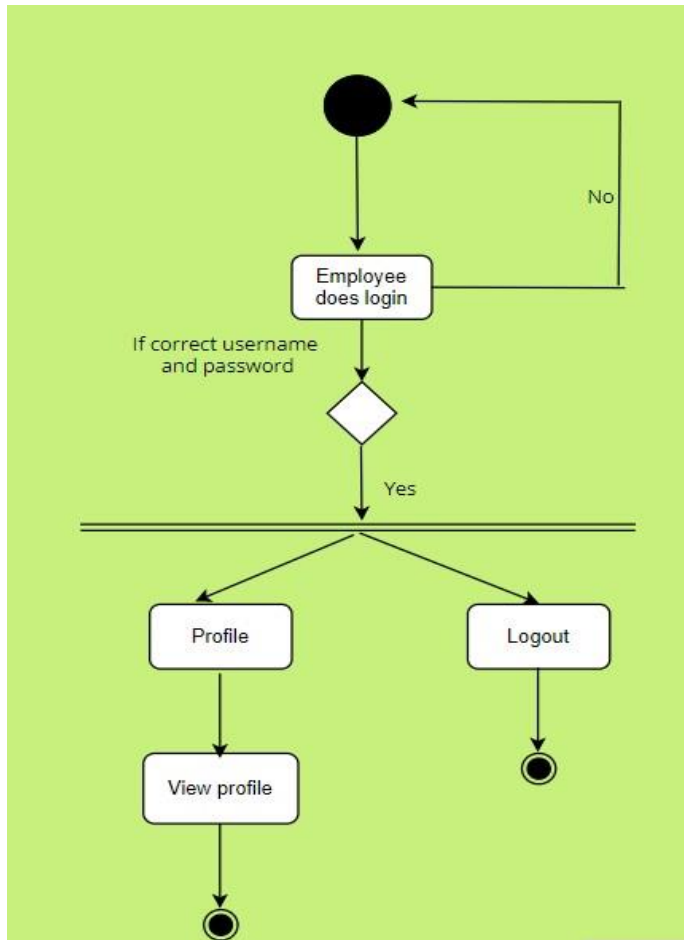 No
Employee
does login
If correct username
and password
Yes
Profile
Logout
View profile